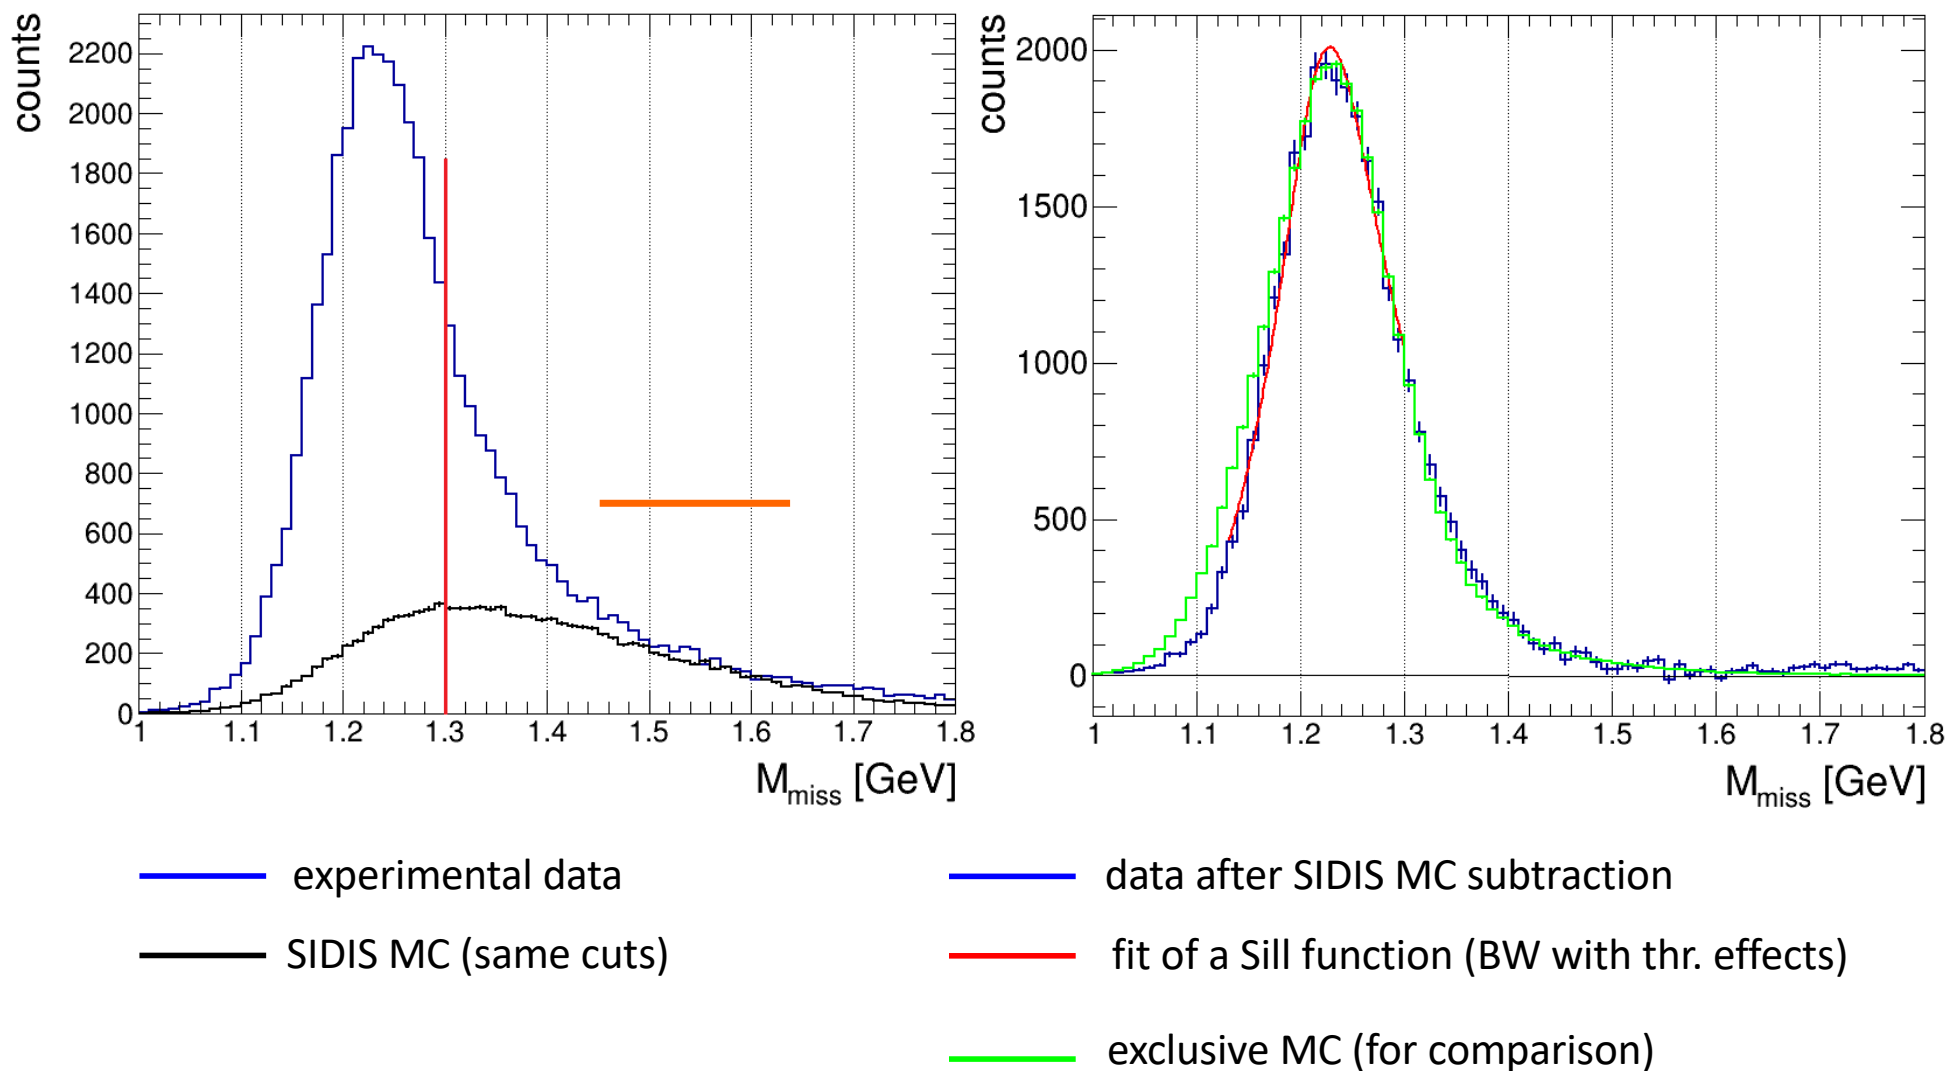 counts
2200
2000
1800
1600
1400
1200
1000
800
600
400
200
0
1 1.1 1.2 1.3 1.4 1.5 1.6 1.7 1.8
Mmiss [GeV]
counts
2000
1500
1000
500
0
1 1.1 1.2 1.3 1.4 1.5 1.6 1.7 1.8
Mmiss [GeV]
experimental data
SIDIS MC (same cuts)
data after SIDIS MC subtraction
fit of a Sill function (BW with thr. effects)
exclusive MC (for comparison)